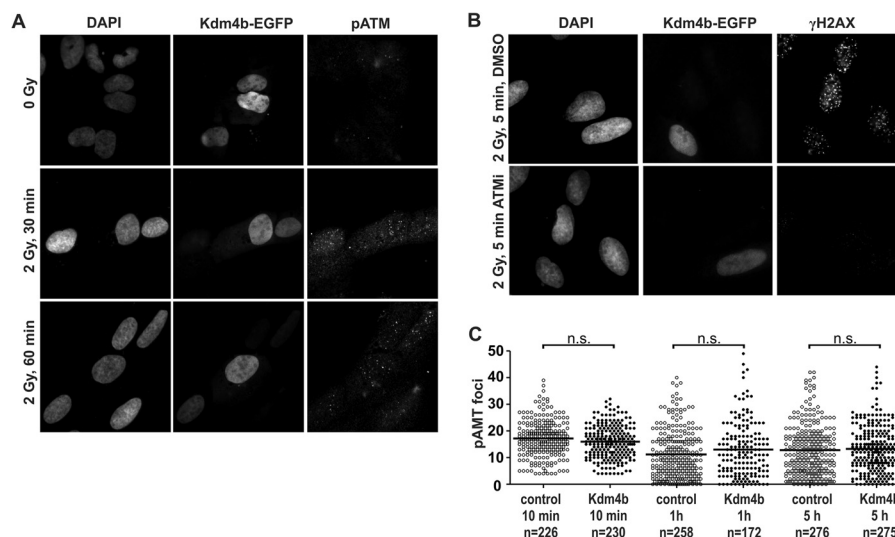 A
DAPI Kdm4b-EGFP pATM
0 Gy
2 Gy, 30 min
2 Gy, 60 min
B
DAPI Kdm4b-EGFP γH2AX
2 Gy, 5 min, DMSO
2 Gy, 5 min ATMi
C
n.s. n.s. n.s.
pAMT foci
50
40
30
20
10
0
control Kdm4b control Kdm4b control Kdm4b
10 min 10 min 1h 1h 5 h 5 h
n=226 n=230 n=258 n=172 n=276 n=275